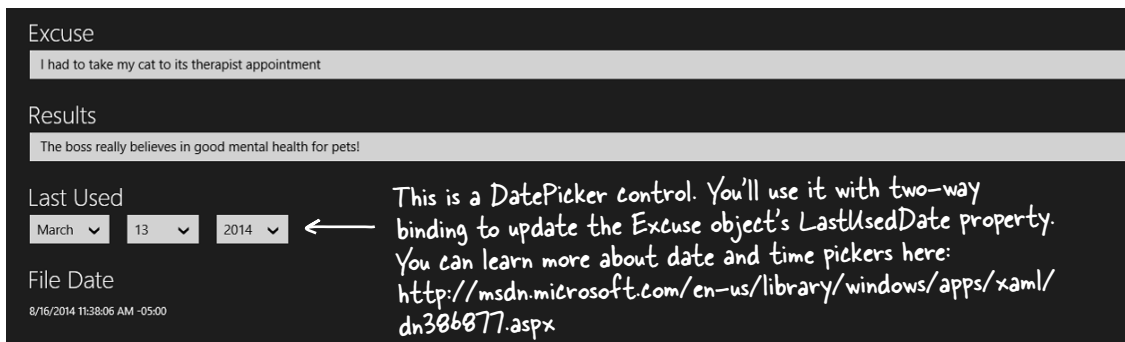 Excuse
I had to take my cat to its therapist appointment
Results
The boss really believes in good mental health for pets!
Last Used
March 13 2014
This is a DatePicker control. You'll use it with two-way
binding to update the Excuse object's LastUsedDate property.
You can learn more about date and time pickers here:
http://msdn.microsoft.com/en-us/library/windows/apps/xaml/
dn386877.aspx
File Date
8/16/2014 11:38:06 AM -05:00